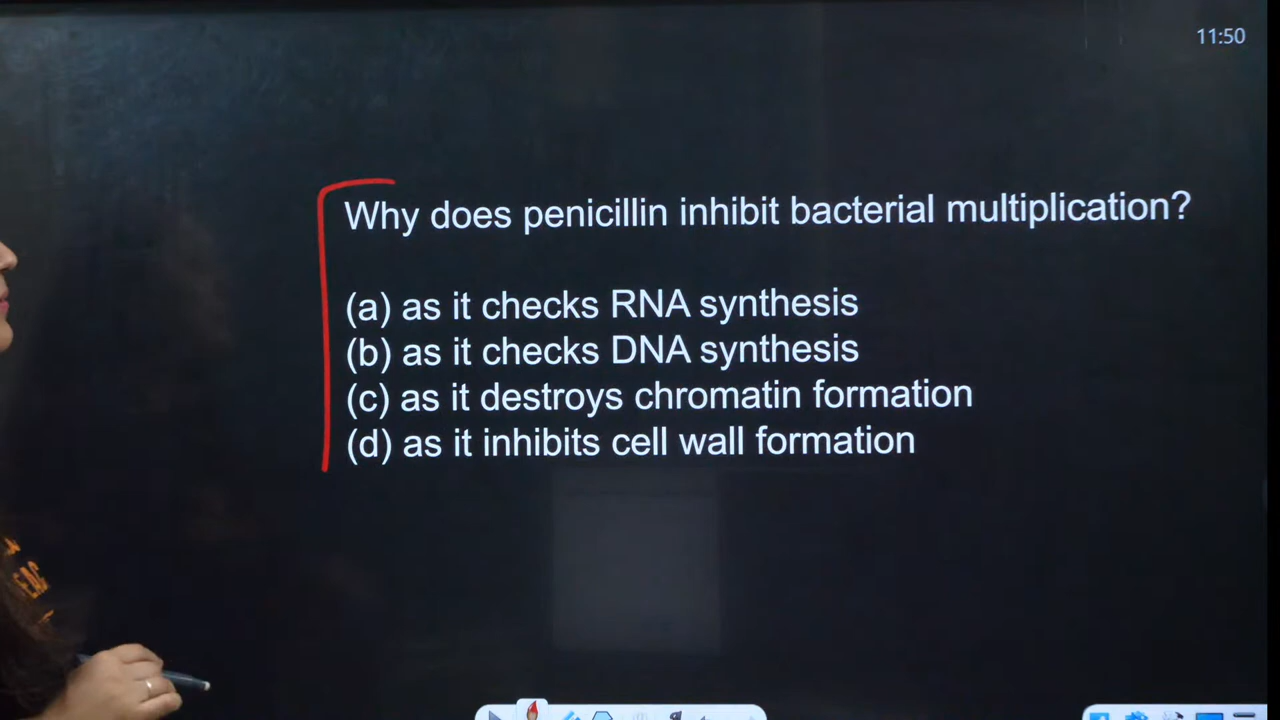 11:50
Why does penicillin inhibit bacterial multiplication?
(a) as it checks RNA synthesis
(b) as it checks DNA synthesis
(c) as it destroys chromatin formation
(d) as it inhibits cell wall formation